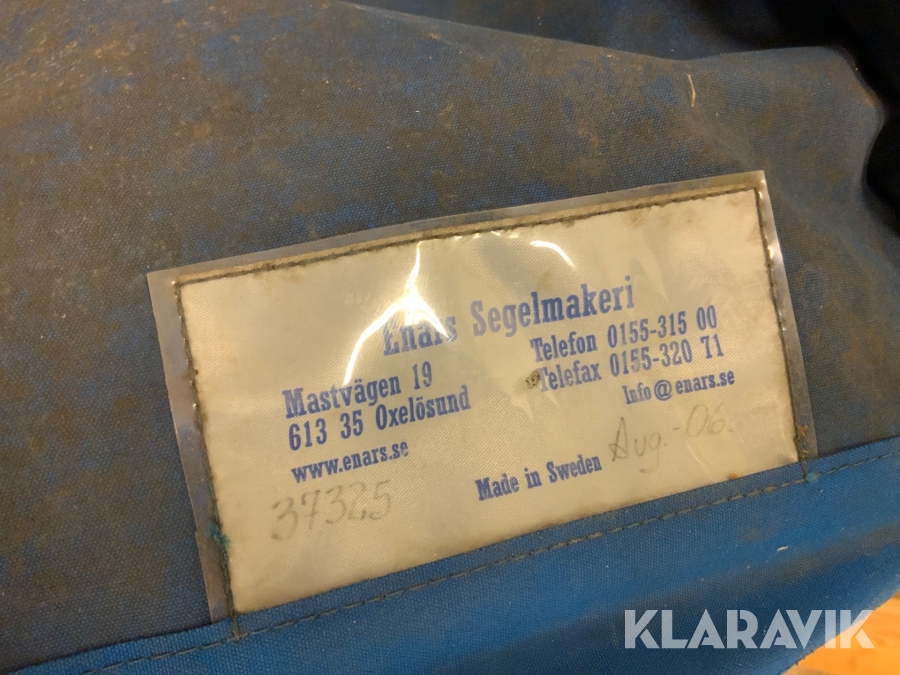 Enars Segelmakeri
Mastvägen 19
613 35 Oxelösund
www.enars.se
Telefon 0155-315 00
Telefax 0155-320 71
Info@enars.se
Made in Sweden
Aug.-06.
37325
KLARAVIK